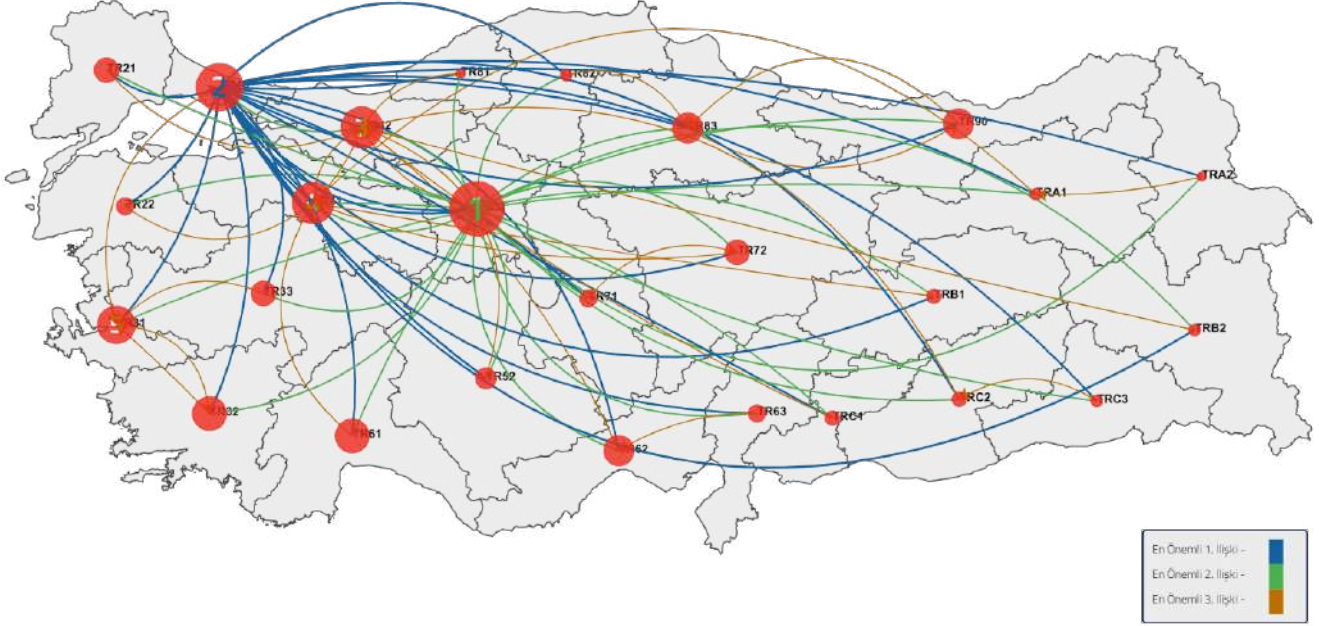 TR21
2
TR81
TR82
TR83
TR90
TRA2
TRA1
TR22
1
TR72
TR33
TR71
TRB1
TRB2
TR52
TR63
TRC1
TRC2
TRC3
TR61
En Önemli 1. İlişki -
En Önemli 2. İlişki -
En Önemli 3. İlişki -